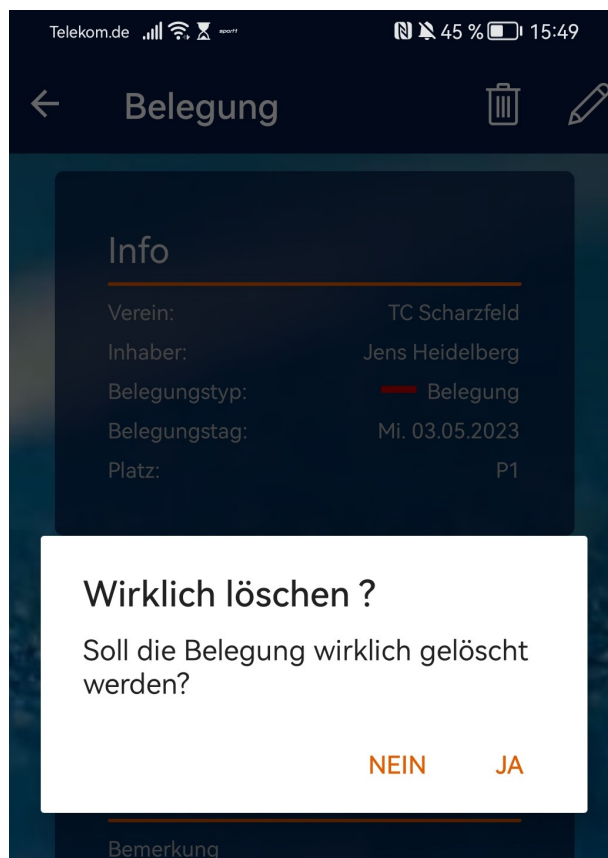 Telekom.de sportt 45 % 15:49
Belegung
Info
Verein: TC Scharzfeld
Inhaber: Jens Heidelberg
Belegungstyp: Belegung
Belegungstag: Mi. 03.05.2023
Platz: P1
Wirklich löschen ?
Soll die Belegung wirklich gelöscht
werden?
NEIN JA
Bemerkung